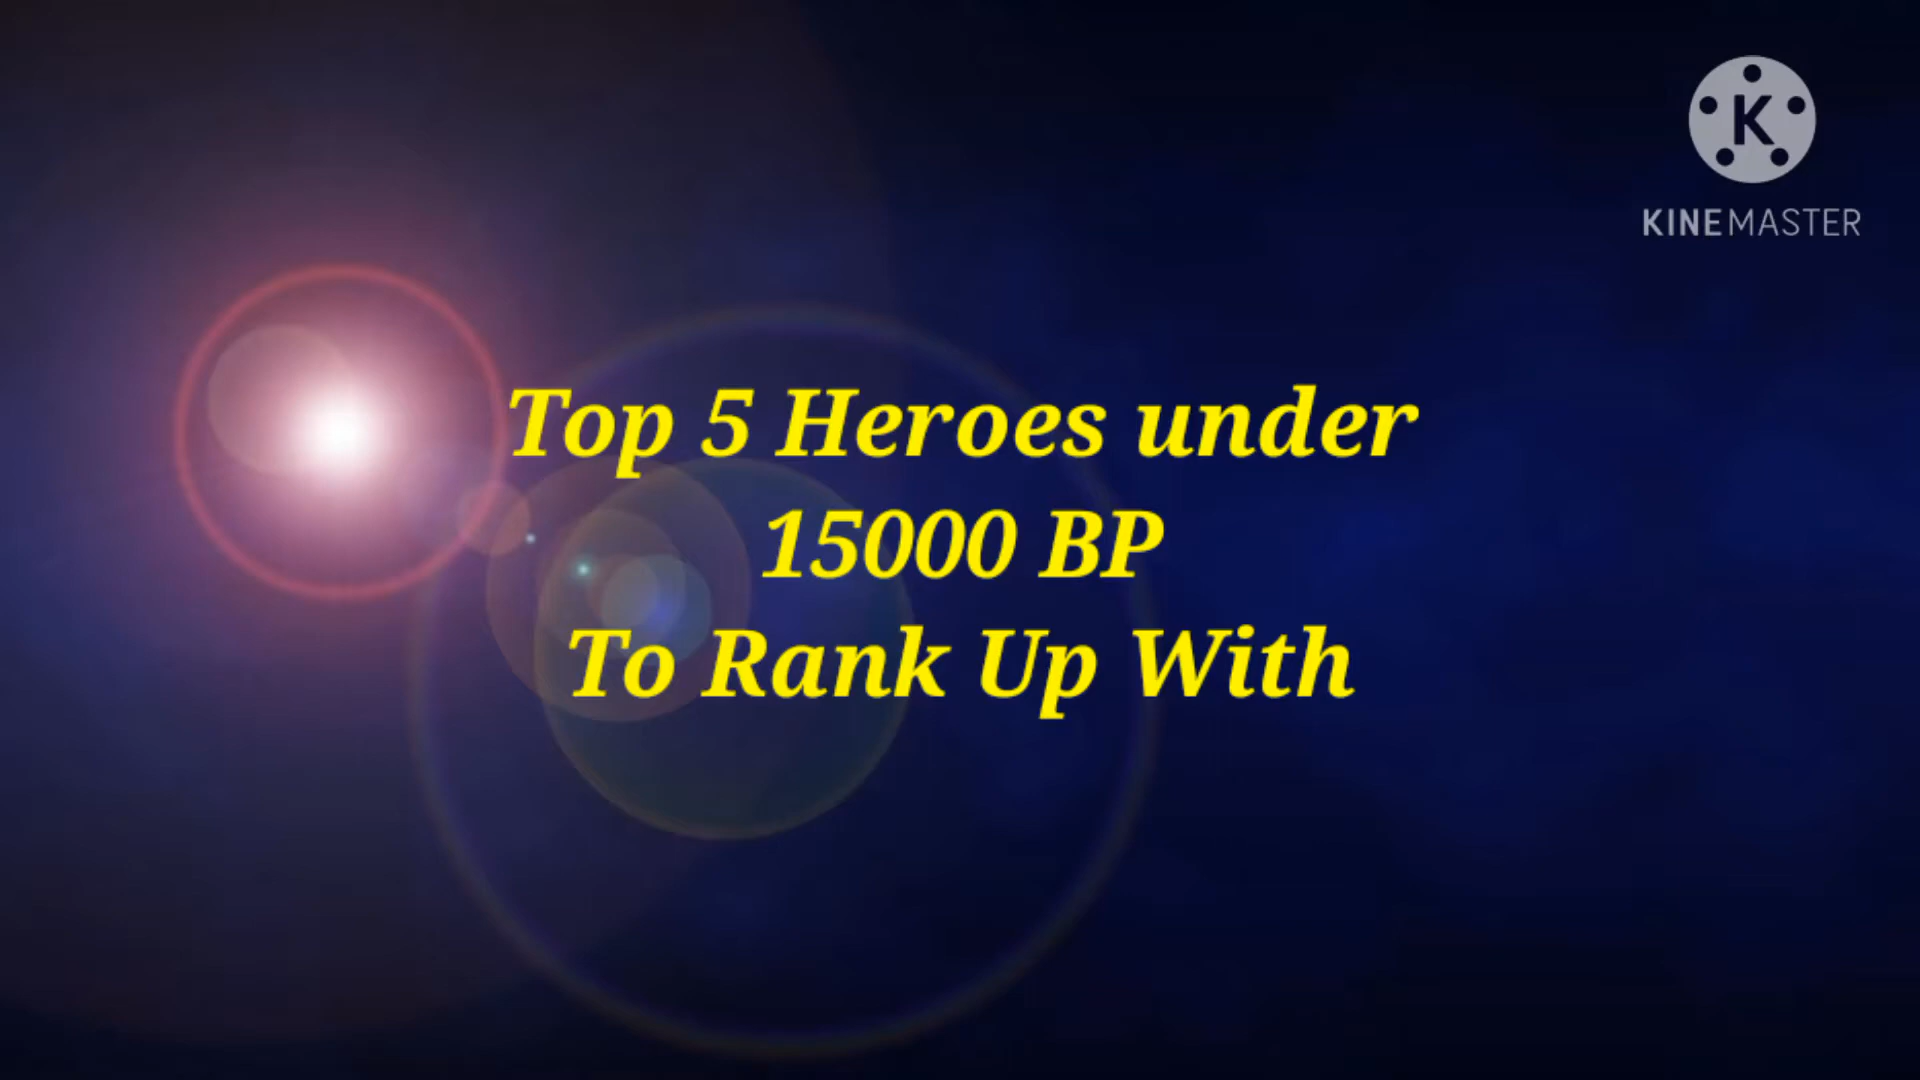 K
KINEMASTER
Top 5 Heroes under
15000 BP
To Rank Up With